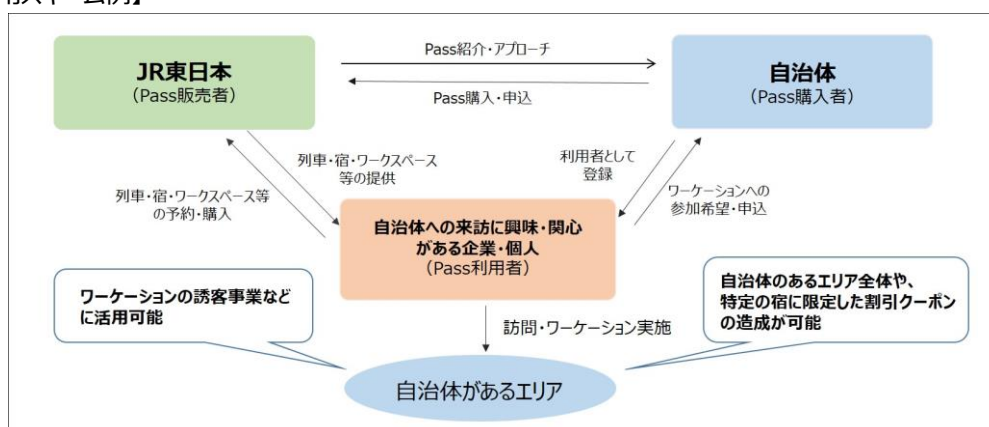 JR東日本
（Pass販売者）
Pass紹介・アプローチ
Pass購入・申込
自治体
（Pass購入者）
列車・宿・ワークスペース
等の提供
列車・宿・ワークスペース等
の予約・購入
利用者として
登録
ワーケーションへの
参加希望・申込
自治体への来訪に興味・関心
がある企業・個人
（Pass利用者）
ワーケーションの誘客事業など
に活用可能
自治体のあるエリア全体や、
特定の宿に限定した割引クーポン
の造成が可能
訪問・ワーケーション実施
自治体があるエリア